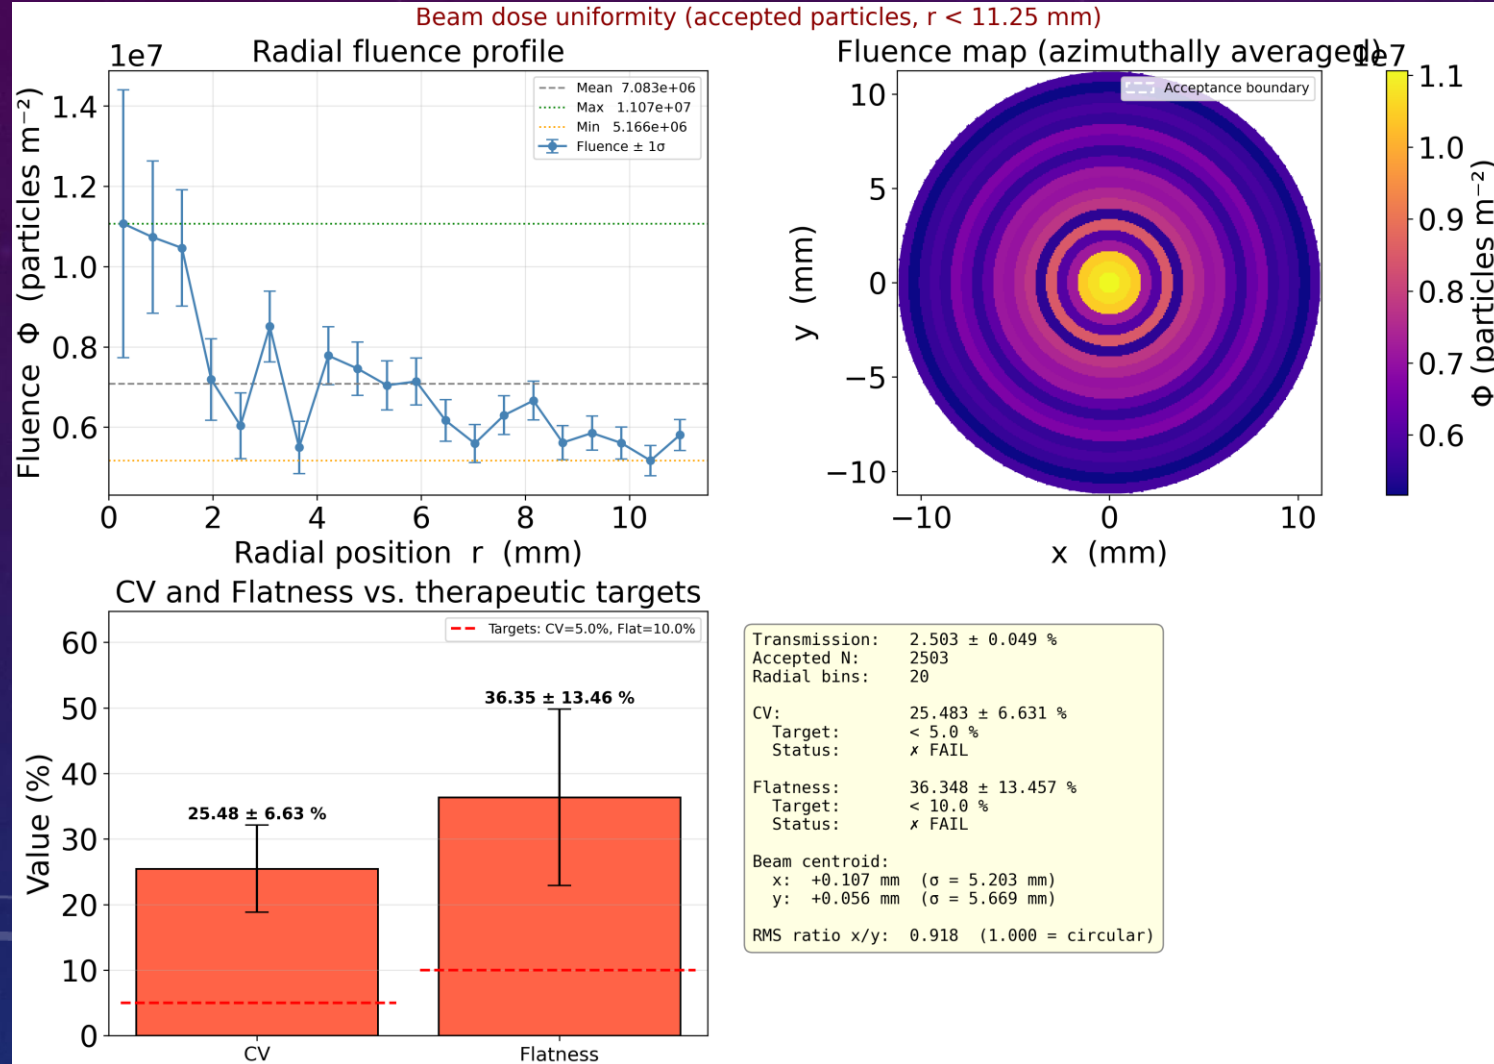 Beam dose uniformity (accepted particles, r < 11.25 mm)
Radial fluence profile
1e7
Fluence Φ (particles m⁻²)
1.4
1.2
1.0
0.8
0.6
0
2
4
6
8
10
Radial position r (mm)
Mean 7.083e+06
Max 1.107e+07
Min 5.166e+06
Fluence ± 1σ
Fluence map (azimuthally averaged)
1e7
Acceptance boundary
y (mm)
10
5
0
−5
−10
−10
0
10
x (mm)
1.1
1.0
0.9
0.8
0.7
0.6
Φ (particles m⁻²)
CV and Flatness vs. therapeutic targets
Targets: CV=5.0%, Flat=10.0%
Value (%)
60
50
40
30
20
10
0
25.48 ± 6.63 %
36.35 ± 13.46 %
CV
Flatness
Transmission: 2.503 ± 0.049 %
Accepted N: 2503
Radial bins: 20
CV: 25.483 ± 6.631 %
Target: < 5.0 %
Status: ✗ FAIL
Flatness: 36.348 ± 13.457 %
Target: < 10.0 %
Status: ✗ FAIL
Beam centroid:
x: +0.107 mm (σ = 5.203 mm)
y: +0.056 mm (σ = 5.669 mm)
RMS ratio x/y: 0.918 (1.000 = circular)